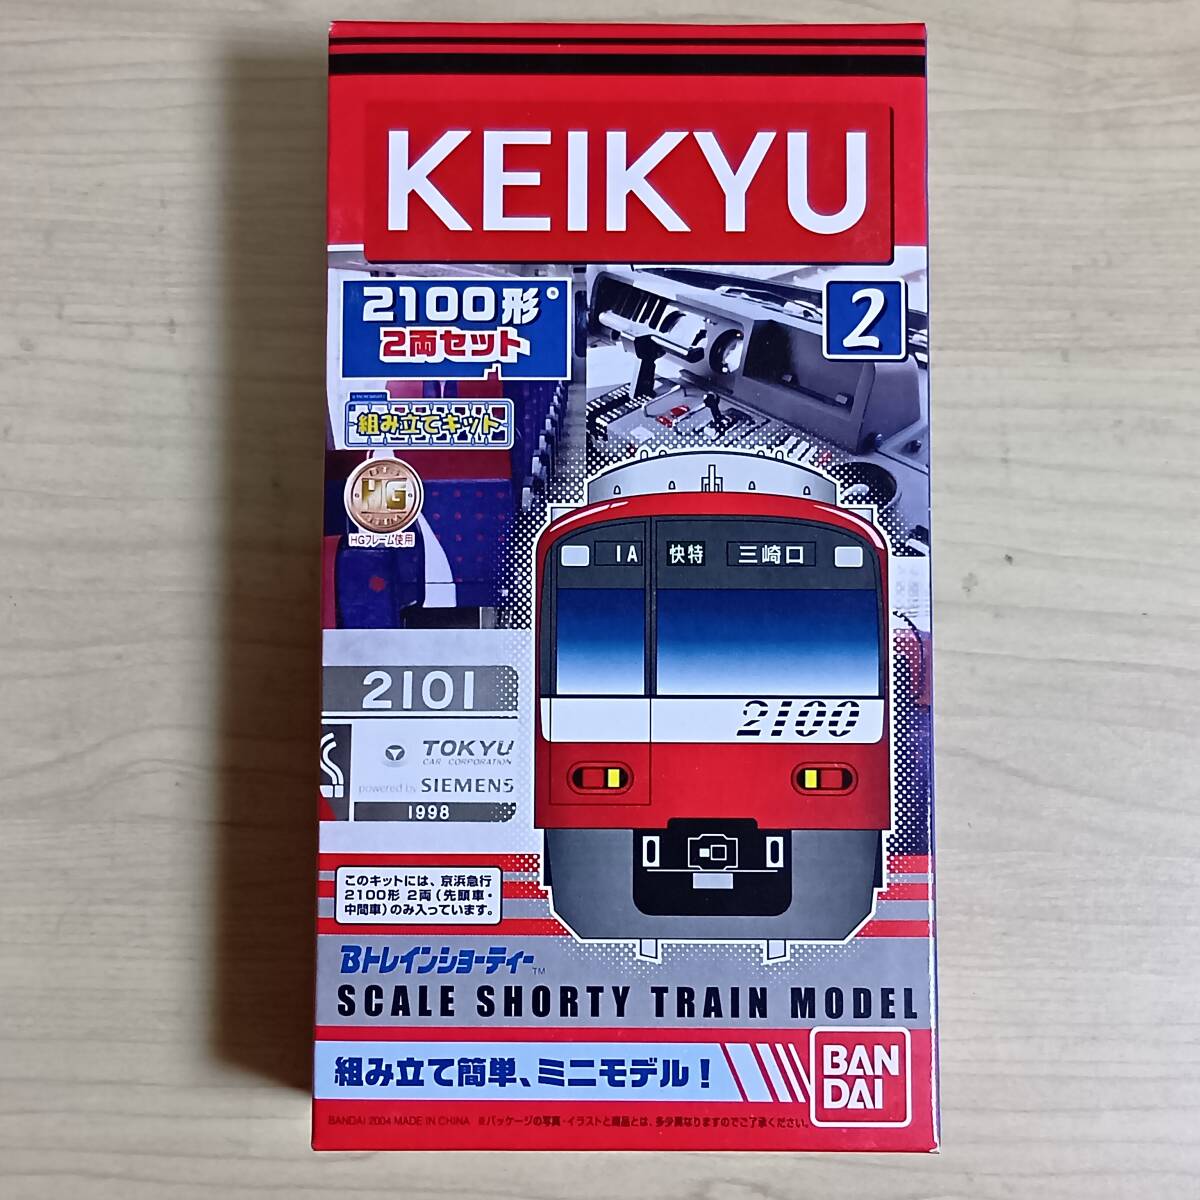 KEIKYU
2100形
2両セット
2
組み立てキット
HG
HGフレーム使用
1A 快特 三崎口
2100
2101
TOKYU
CAR CORPORATION
powered by SIEMENS
1998
このキットには、京浜急行
2100形 2両(先頭車・
中間車)のみ入っています。
Bトレインショーティー™
SCALE SHORTY TRAIN MODEL
組み立て簡単、ミニモデル!
BAN
DAI
BANDAI 2004 MADE IN CHINA ※パッケージの写真・イラストと商品とは、多少異なりますのでご了承ください。